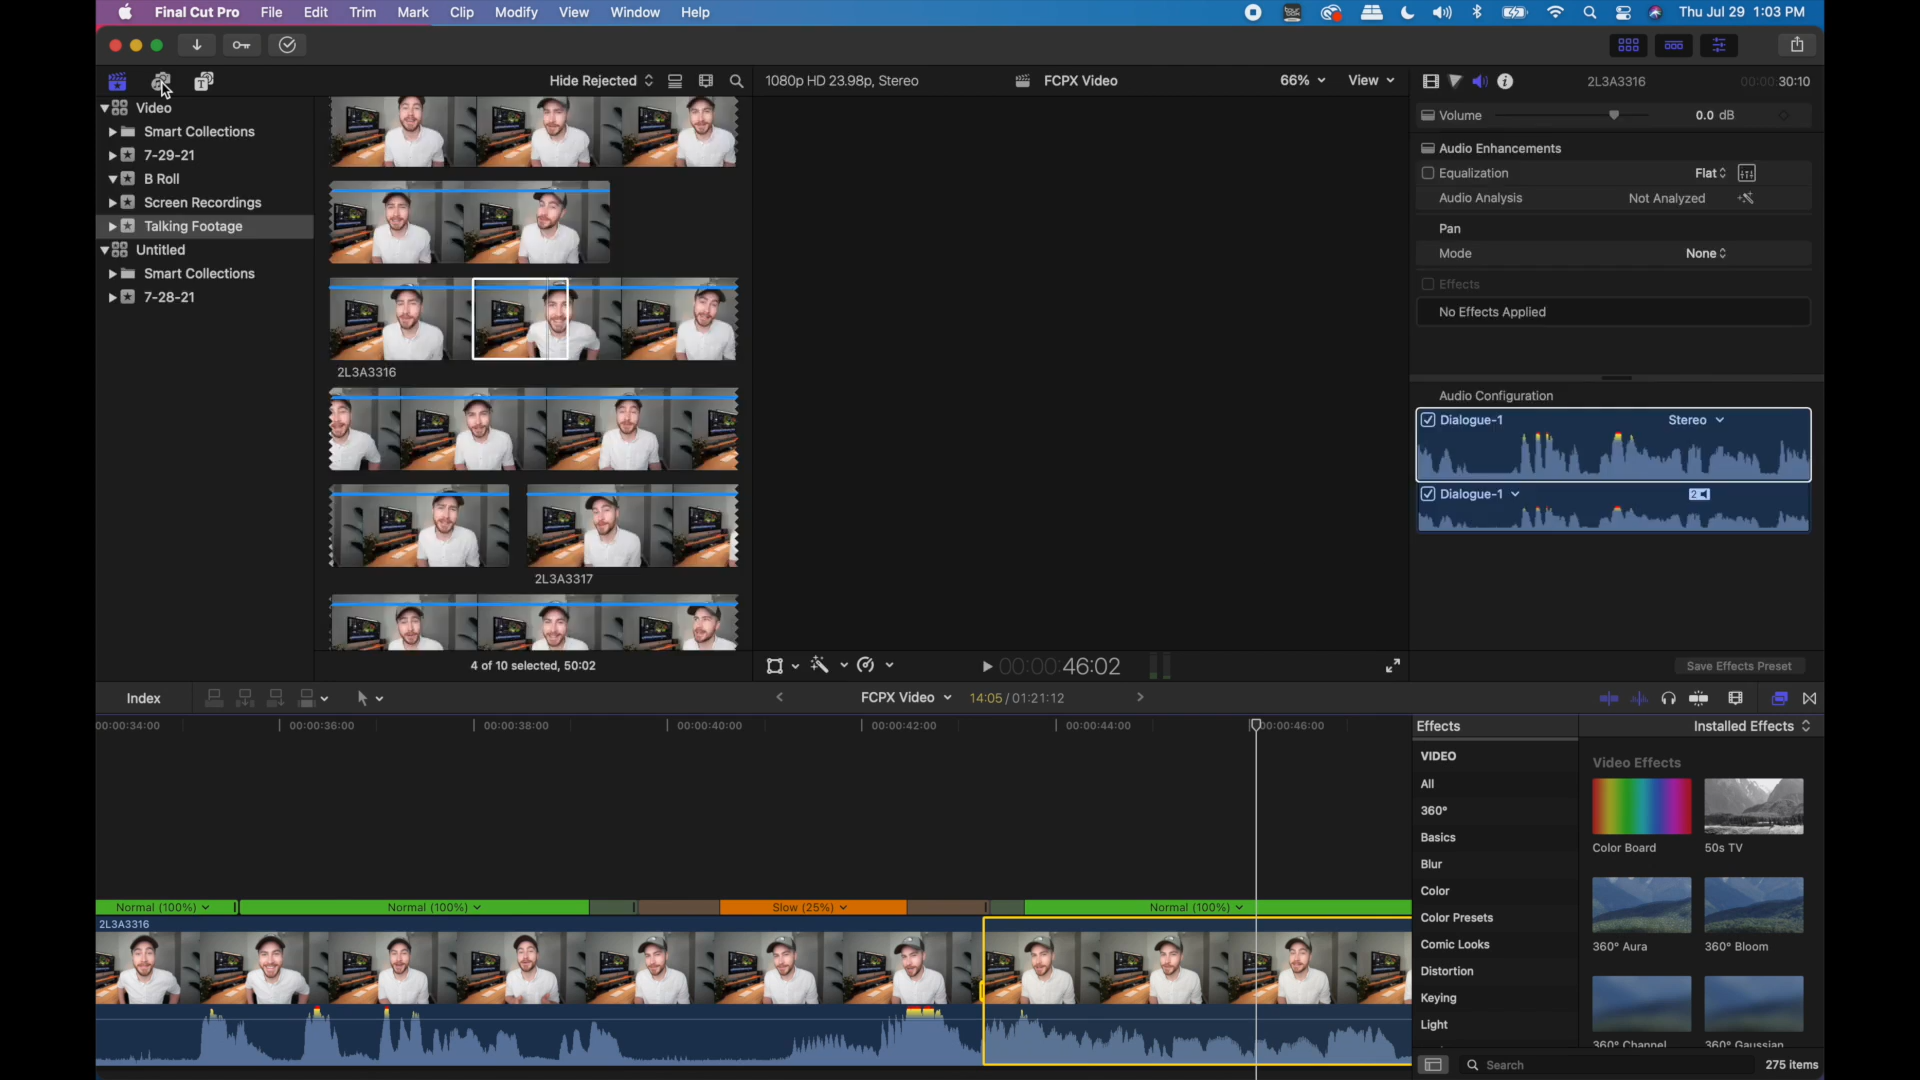 Final Cut Pro File Edit Trim Mark Clip Modify View Window Help Thu Jul 29 1:03 PM
Hide Rejected 1080p HD 23.98p, Stereo FCPX Video 66% View 2L3A3316 00:00:30:10
Video
Smart Collections
7-29-21
B Roll
Screen Recordings
Talking Footage
Untitled
Smart Collections
7-28-21
2L3A3316
2L3A3317
4 of 10 selected, 50:02
00:00:46:02
Volume 0.0 dB
Audio Enhancements
Equalization Flat
Audio Analysis Not Analyzed
Pan
Mode None
Effects
No Effects Applied
Audio Configuration
Dialogue-1 Stereo
Dialogue-1 2
Save Effects Preset
Index FCPX Video 14:05 / 01:21:12
00:00:34:00 00:00:36:00 00:00:38:00 00:00:40:00 00:00:42:00 00:00:44:00 00:00:46:00
Normal (100%) Normal (100%) Slow (25%) Normal (100%)
2L3A3316
Effects Installed Effects
VIDEO
All
360°
Basics
Blur
Color
Color Presets
Comic Looks
Distortion
Keying
Light
Video Effects
Color Board 50s TV
360° Aura 360° Bloom
360° Channel 360° Gaussian
Search 275 items